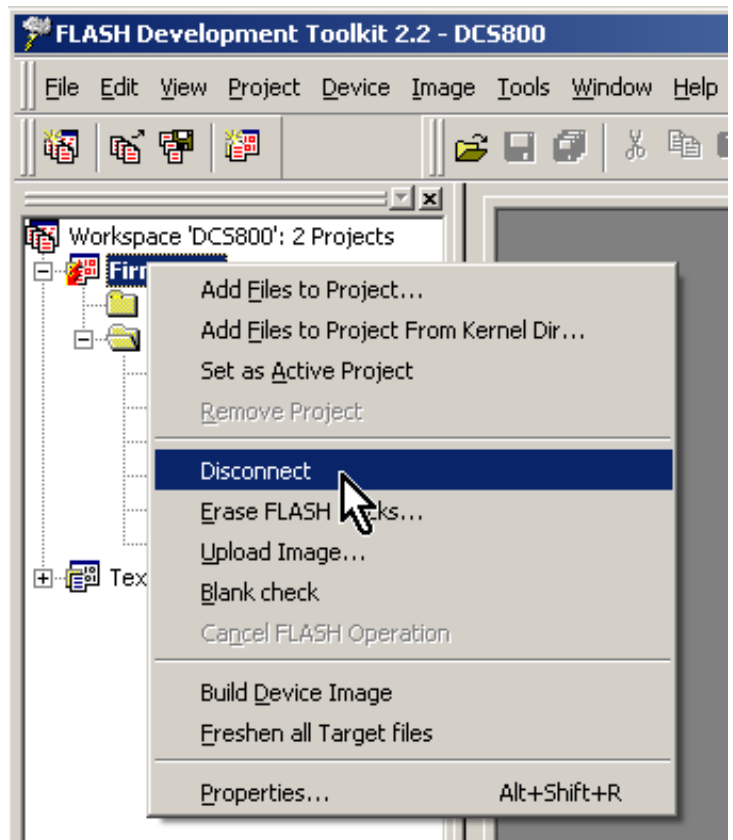 FLASH Development Toolkit 2.2 - DCS800
File Edit View Project Device Image Tools Window Help
Workspace 'DCS800': 2 Projects
Add Files to Project...
Add Files to Project From Kernel Dir...
Set as Active Project
Remove Project
Disconnect
Erase FLASH
Upload Image...
Blank check
Cancel FLASH Operation
Build Device Image
Freshen all Target files
Properties... Alt+Shift+R